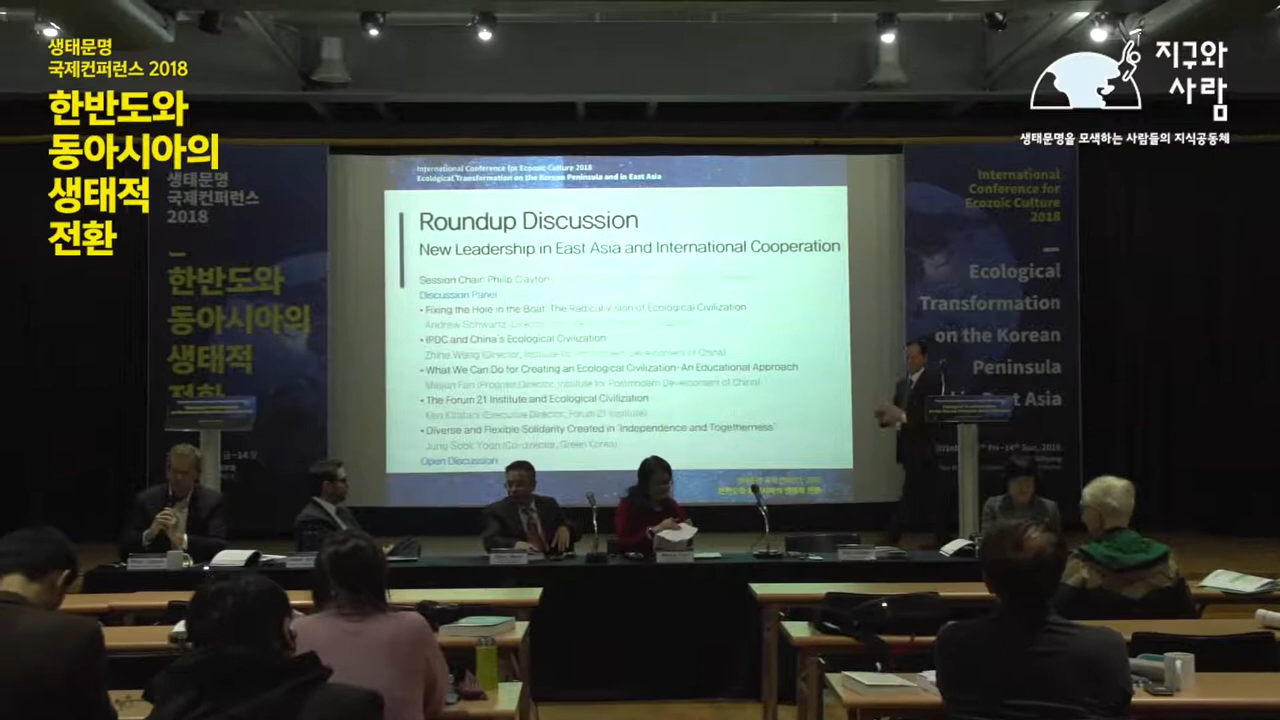 생태문명
국제컨퍼런스 2018
한반도와
동아시아의
생태적
전환
지구와
사람
생태문명을 모색하는 사람들의 지식공동체
생태문명
국제컨퍼런스
2018
한반도와
동아시아의
생태적
전환
International Conference for Ecozoic Culture 2018
Ecological Transformation on the Korean Peninsula and in East Asia
Roundup Discussion
New Leadership in East Asia and International Cooperation
Session Chair: Philip Clayton
Discussion Panel
• Fixing the Hole in the Boat: The Radical Vision of Ecological Civilization
Andrew Schwartz
• IPDC and China's Ecological Civilization
Zhihe Wang (Director, Institute for Postmodern Development of China)
• What We Can Do for Creating an Ecological Civilization-An Educational Approach
Meijun Fan (Program Director, Institute for Postmodern Development of China)
• The Forum 21 Institute and Ecological Civilization
Ken Kitatani (Executive Director, Forum 21 Institute)
• Diverse and Flexible Solidarity Created in 'Independence and Togetherness'
Jung Sook Yoon (Co-director, Green Korea)
Open Discussion
International
Conference for
Ecozoic Culture
2018
Ecological
Transformation
on the Korean
Peninsula
East Asia